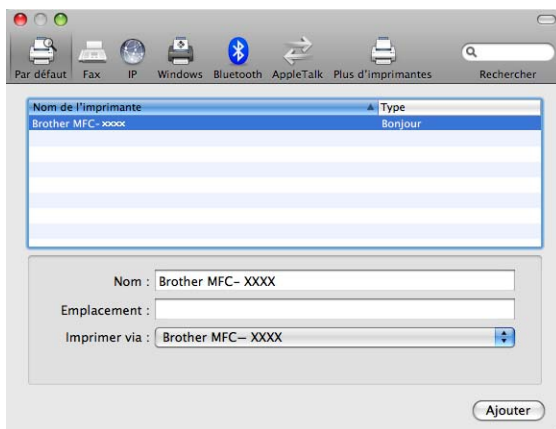 Par défaut Fax IP Windows Bluetooth AppleTalk Plus d'imprimantes Rechercher
Nom de l'imprimante Type
Brother MFC-xxxx Bonjour
Nom : Brother MFC– XXXX
Emplacement :
Imprimer via : Brother MFC— XXXX
Ajouter